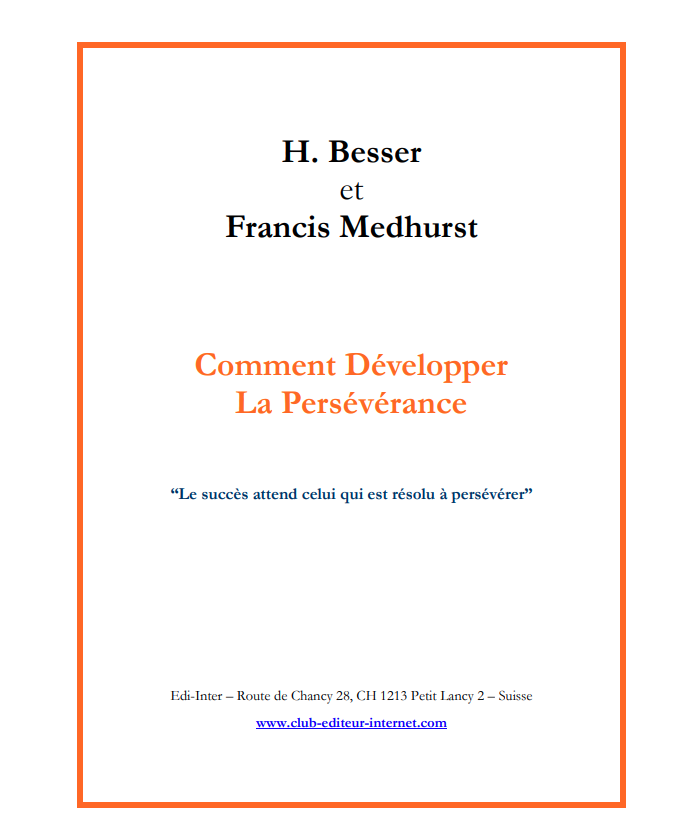 H. Besser
et
Francis Medhurst
Comment Développer
La Persévérance
“Le succès attend celui qui est résolu à persévérer”
Edi-Inter – Route de Chancy 28, CH 1213 Petit Lancy 2 – Suisse
www.club-editeur-internet.com